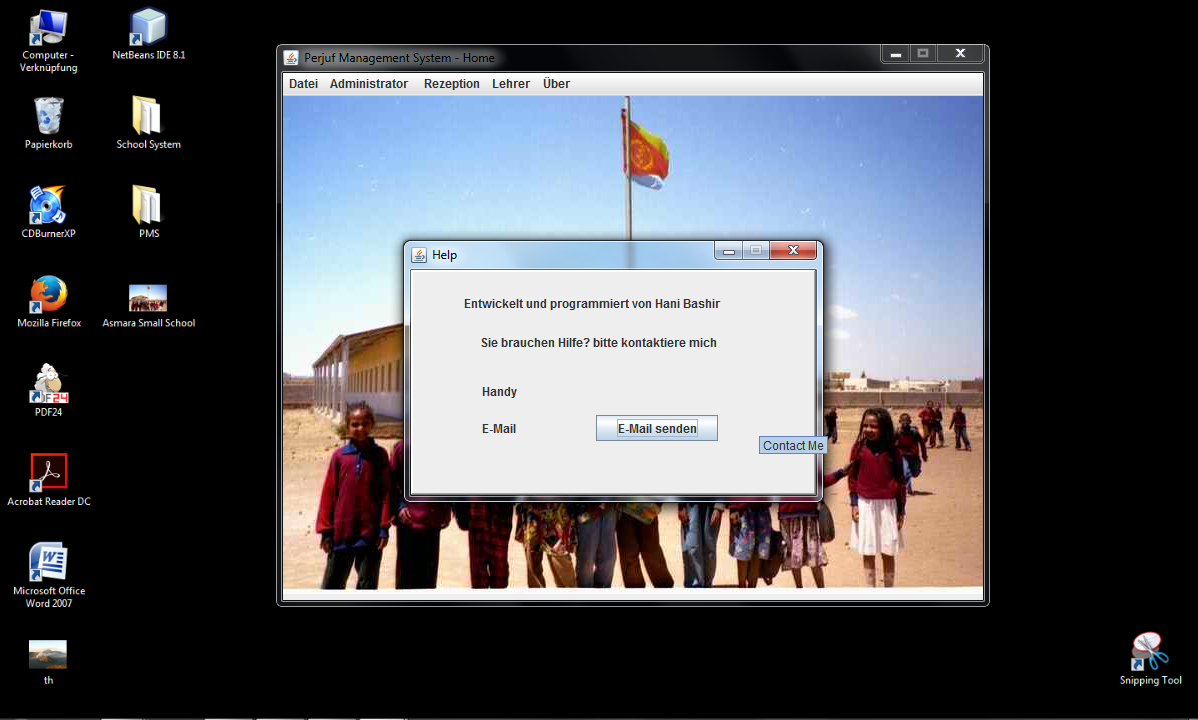 Computer -
Verknüpfung
NetBeans IDE 8.1
Papierkorb
School System
CDBurnerXP
PMS
Mozilla Firefox
Asmara Small School
PDF24
Acrobat Reader DC
Microsoft Office
Word 2007
th
Perjuf Management System - Home
Datei Administrator Rezeption Lehrer Über
Help
Entwickelt und programmiert von Hani Bashir
Sie brauchen Hilfe? bitte kontaktiere mich
Handy
E-Mail E-Mail senden
Contact Me
Snipping Tool